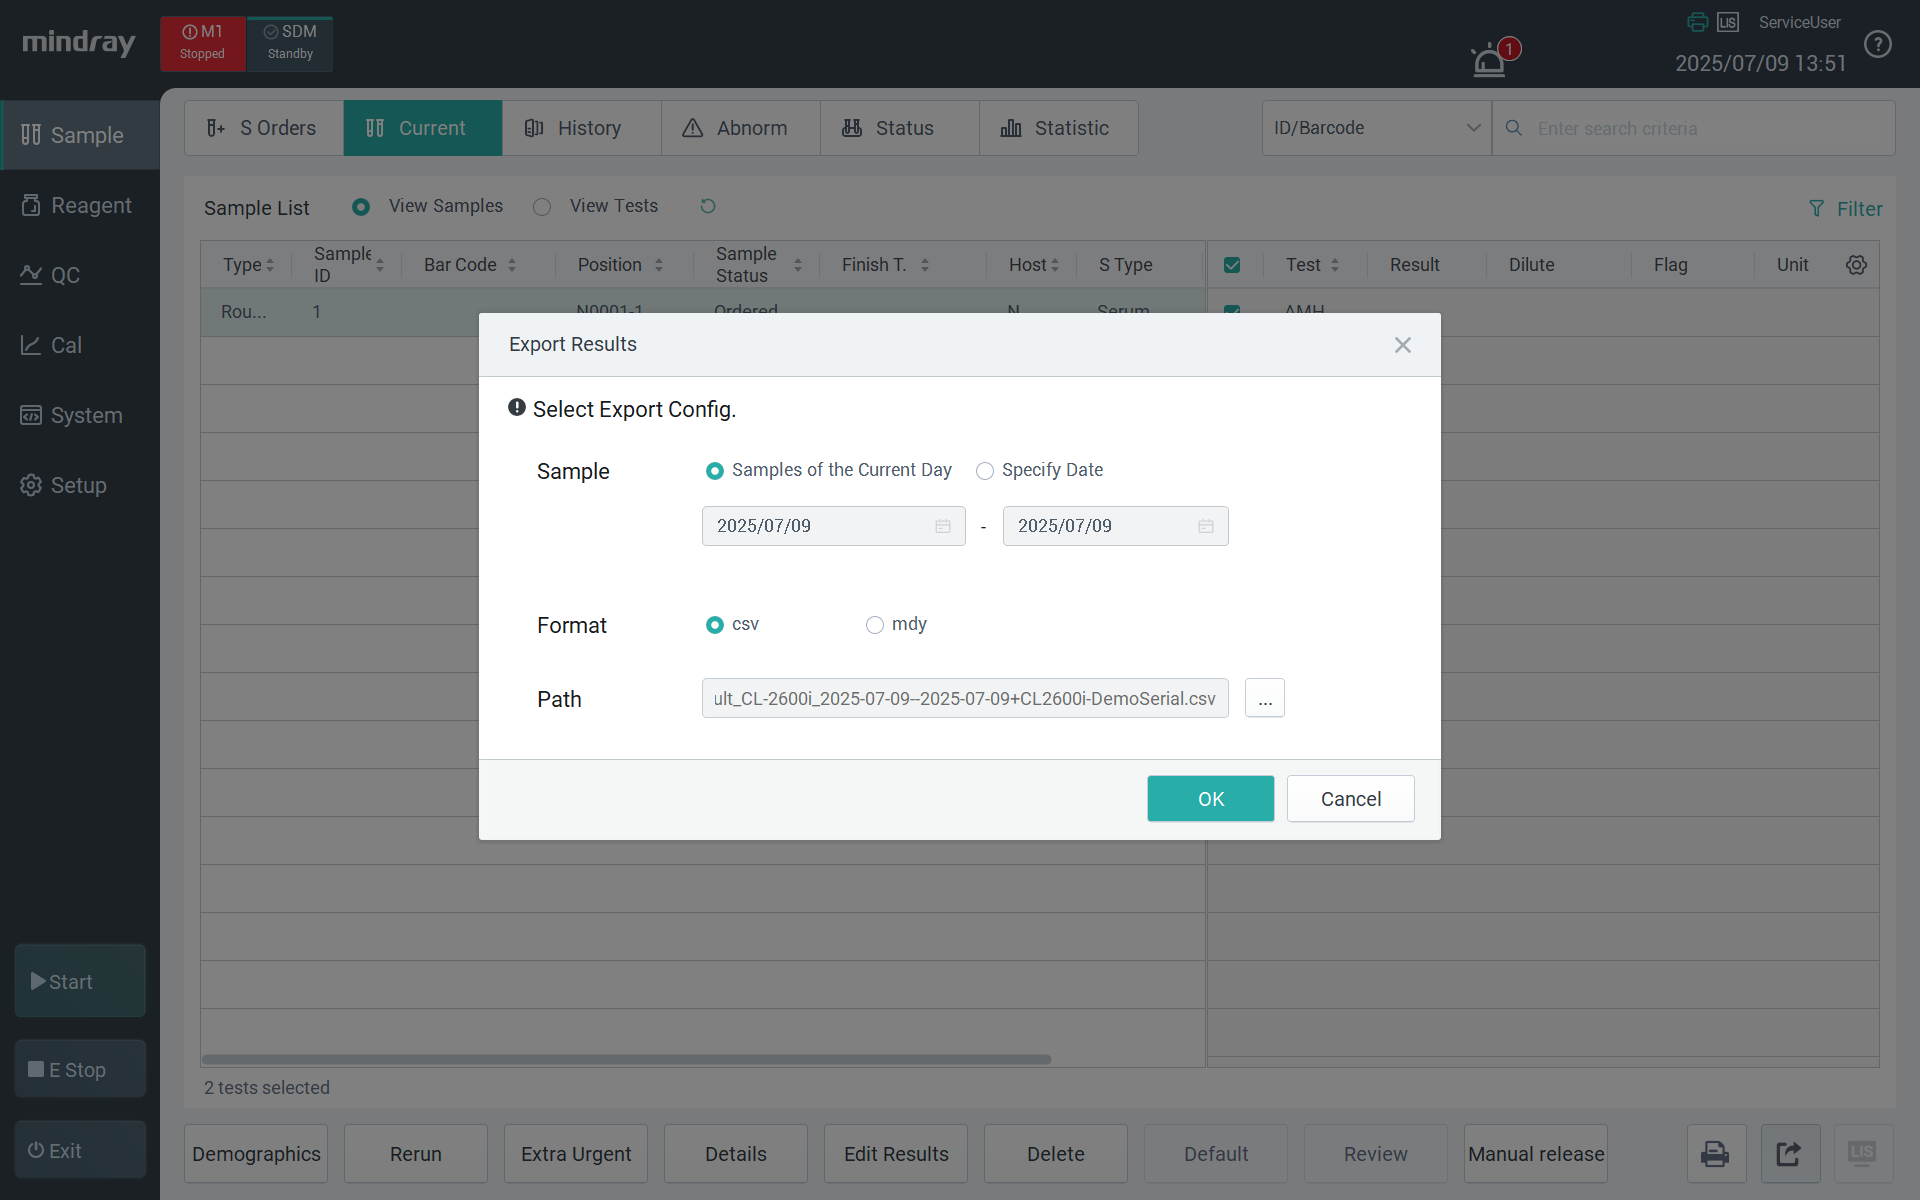 mindray
M1
Stopped
SDM
Standby
1
LIS
ServiceUser
2025/07/09 13:51
?
Sample
Reagent
QC
Cal
System
Setup
Start
E Stop
Exit
S Orders
Current
History
Abnorm
Status
Statistic
ID/Barcode
Enter search criteria
Sample List
View Samples
View Tests
Filter
Type
Sample ID
Bar Code
Position
Sample Status
Finish T.
Host
S Type
Test
Result
Dilute
Flag
Unit
Rou...
1
N0001-1
Ordered
N
Serum
AMH
Export Results
Select Export Config.
Sample
Samples of the Current Day
Specify Date
2025/07/09
-
2025/07/09
Format
csv
mdy
Path
ult_CL-2600i_2025-07-09--2025-07-09+CL2600i-DemoSerial.csv
...
OK
Cancel
2 tests selected
Demographics
Rerun
Extra Urgent
Details
Edit Results
Delete
Default
Review
Manual release
LIS